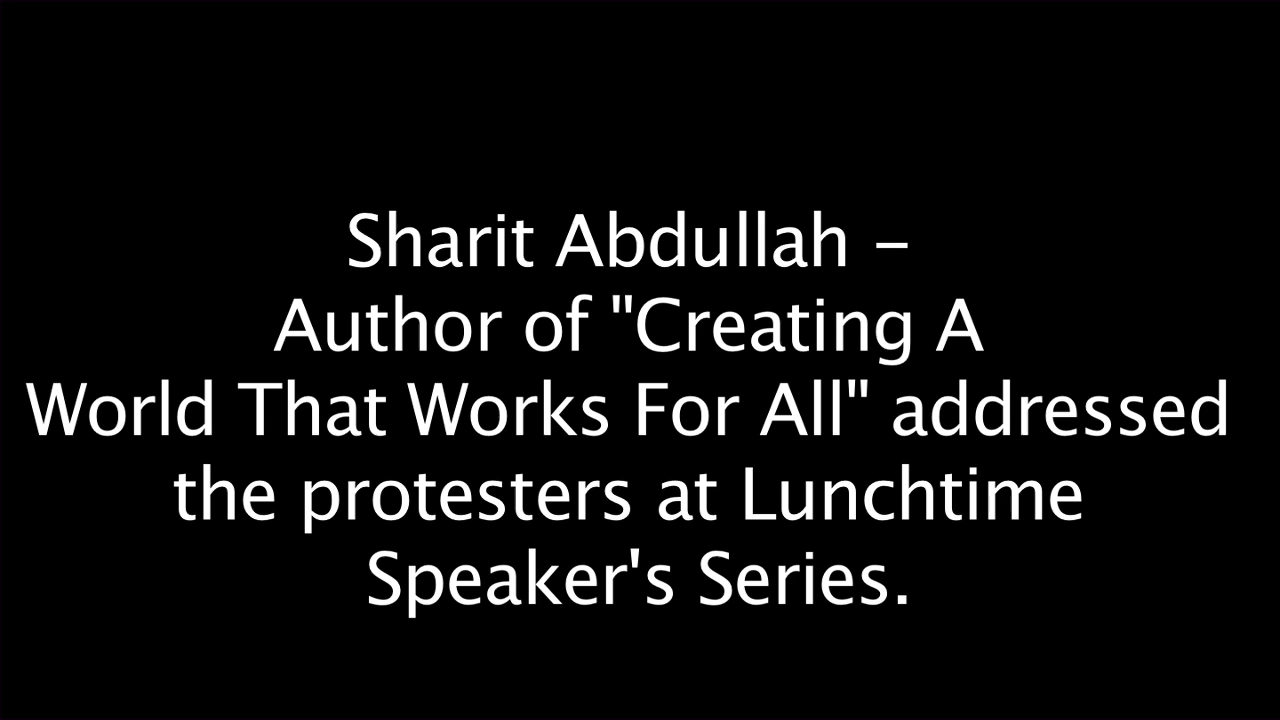 Sharit Abdullah –
Author of "Creating A
World That Works For All" addressed
the protesters at Lunchtime
Speaker's Series.